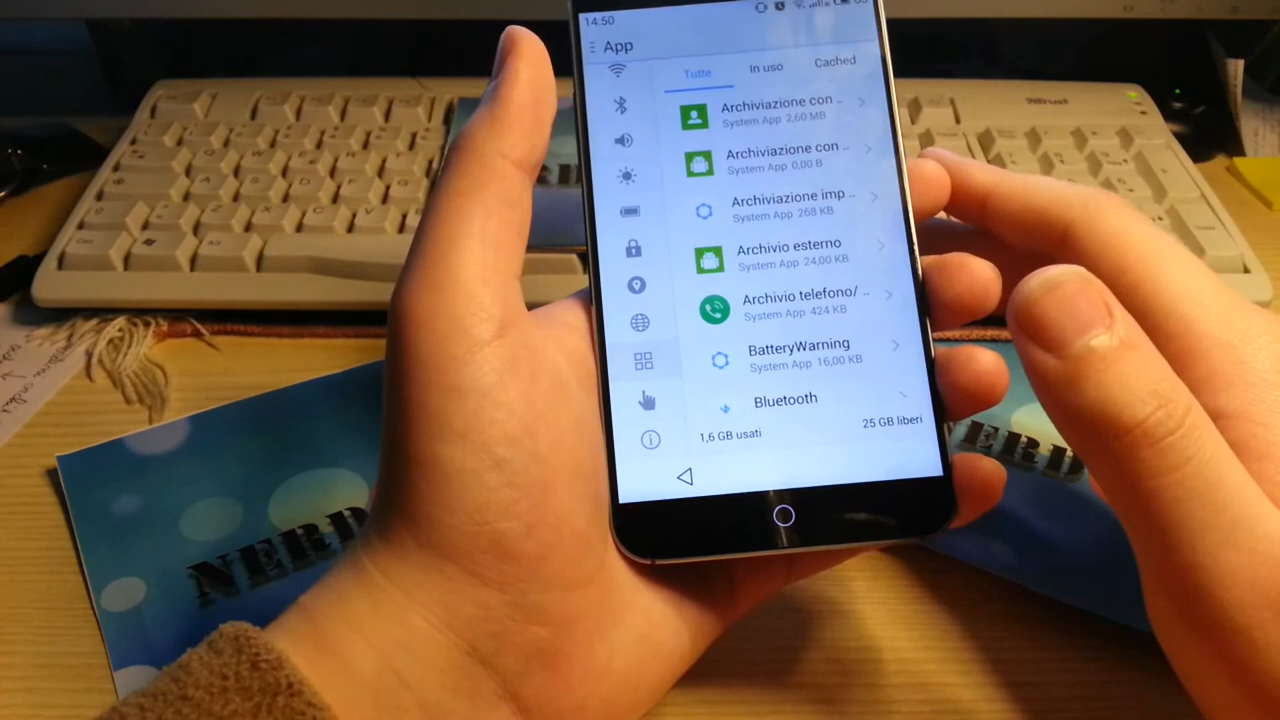 14:50
App
Tutte In uso Cached
Archiviazione con ..
System App 2,60 MB
Archiviazione con ..
System App 0,00 B
Archiviazione imp ..
System App 268 KB
Archivio esterno
System App 24,00 KB
Archivio telefono/ ..
System App 424 KB
BatteryWarning
System App 16,00 KB
Bluetooth
1,6 GB usati 25 GB liberi
Trust
NERD
NERD